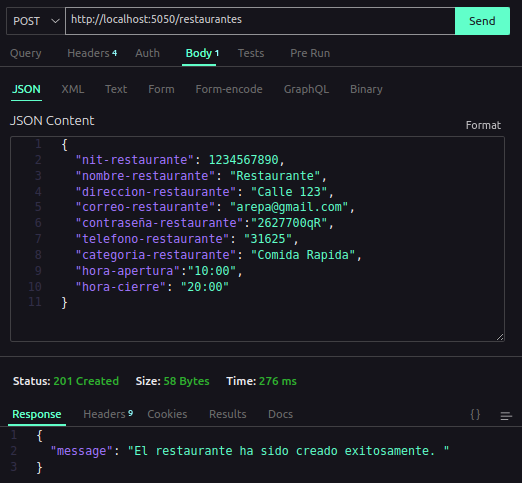 POST http://localhost:5050/restaurantes Send
Query Headers 4 Auth Body 1 Tests Pre Run
JSON XML Text Form Form-encode GraphQL Binary
JSON Content Format
1 {
2 "nit-restaurante": 1234567890,
3 "nombre-restaurante": "Restaurante",
4 "direccion-restaurante": "Calle 123",
5 "correo-restaurante": "arepa@gmail.com",
6 "contraseña-restaurante":"2627700qR",
7 "telefono-restaurante": "31625",
8 "categoria-restaurante": "Comida Rapida",
9 "hora-apertura":"10:00",
10 "hora-cierre": "20:00"
11 }
Status: 201 Created Size: 58 Bytes Time: 276 ms
Response Headers 9 Cookies Results Docs {}
1 {
2 "message": "El restaurante ha sido creado exitosamente. "
3 }